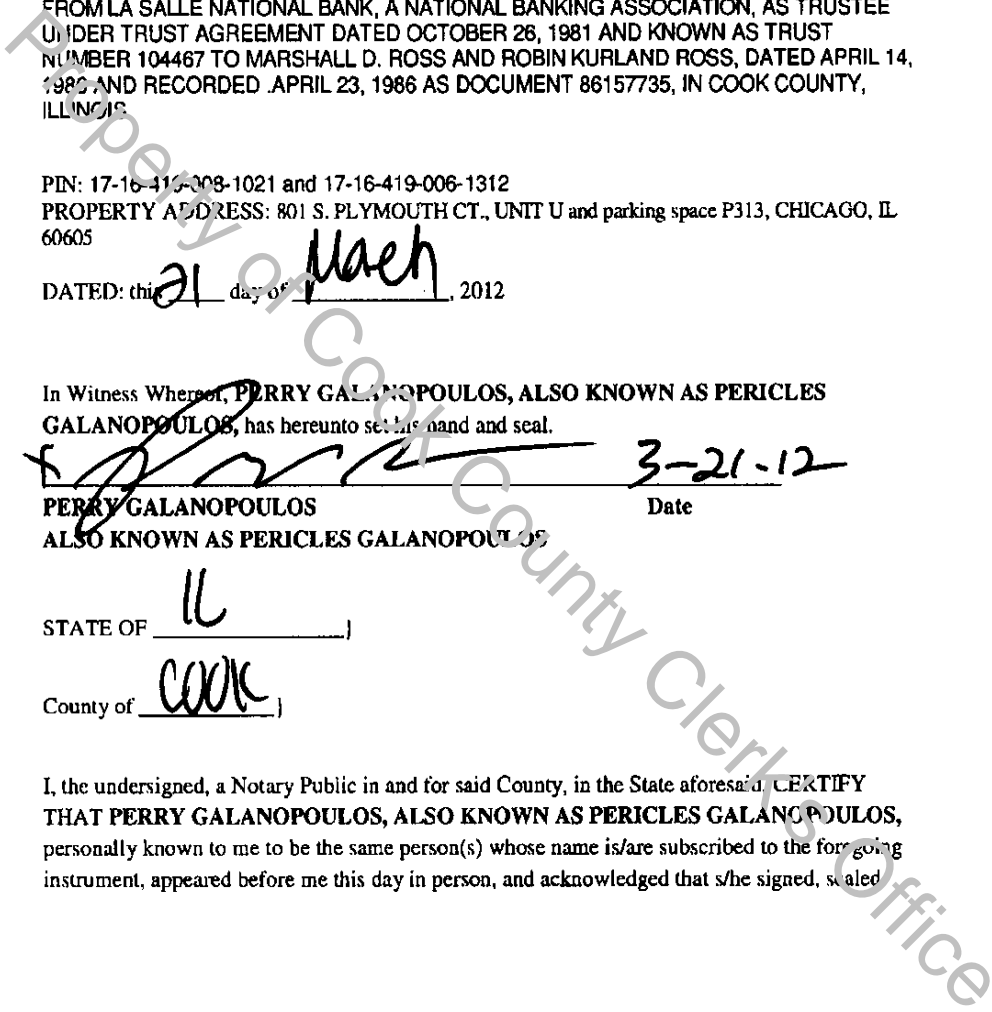 FROM LA SALLE NATIONAL BANK, A NATIONAL BANKING ASSOCIATION, AS TRUSTEE
UNDER TRUST AGREEMENT DATED OCTOBER 26, 1981 AND KNOWN AS TRUST
NUMBER 104467 TO MARSHALL D. ROSS AND ROBIN KURLAND ROSS, DATED APRIL 14,
1986 AND RECORDED .APRIL 23, 1986 AS DOCUMENT 86157735, IN COOK COUNTY,
ILLINOIS
PIN: 17-16-419-008-1021 and 17-16-419-006-1312
PROPERTY ADDRESS: 801 S. PLYMOUTH CT., UNIT U and parking space P313, CHICAGO, IL
60605
DATED: this 21 day of March, 2012
In Witness Whereof, PERRY GALANOPOULOS, ALSO KNOWN AS PERICLES
GALANOPOULOS, has hereunto set his hand and seal.
X 3-21-12
PERRY GALANOPOULOS Date
ALSO KNOWN AS PERICLES GALANOPOULOS
STATE OF IL }
County of COOK }
I, the undersigned, a Notary Public in and for said County, in the State aforesaid, CERTIFY
THAT PERRY GALANOPOULOS, ALSO KNOWN AS PERICLES GALANOPOULOS,
personally known to me to be the same person(s) whose name is/are subscribed to the foregoing
instrument, appeared before me this day in person, and acknowledged that s/he signed, sealed
Property of Cook County Clerk's Office